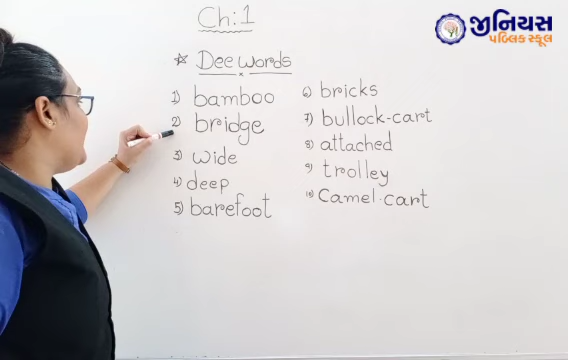 Ch:1
જીનિયસ
પબ્લિક સ્કૂલ
☆ Dee words
1) bamboo
2) bridge
3) wide
4) deep
5) barefoot
6) bricks
7) bullock-cart
8) attached
9) trolley
10) Camel-cart